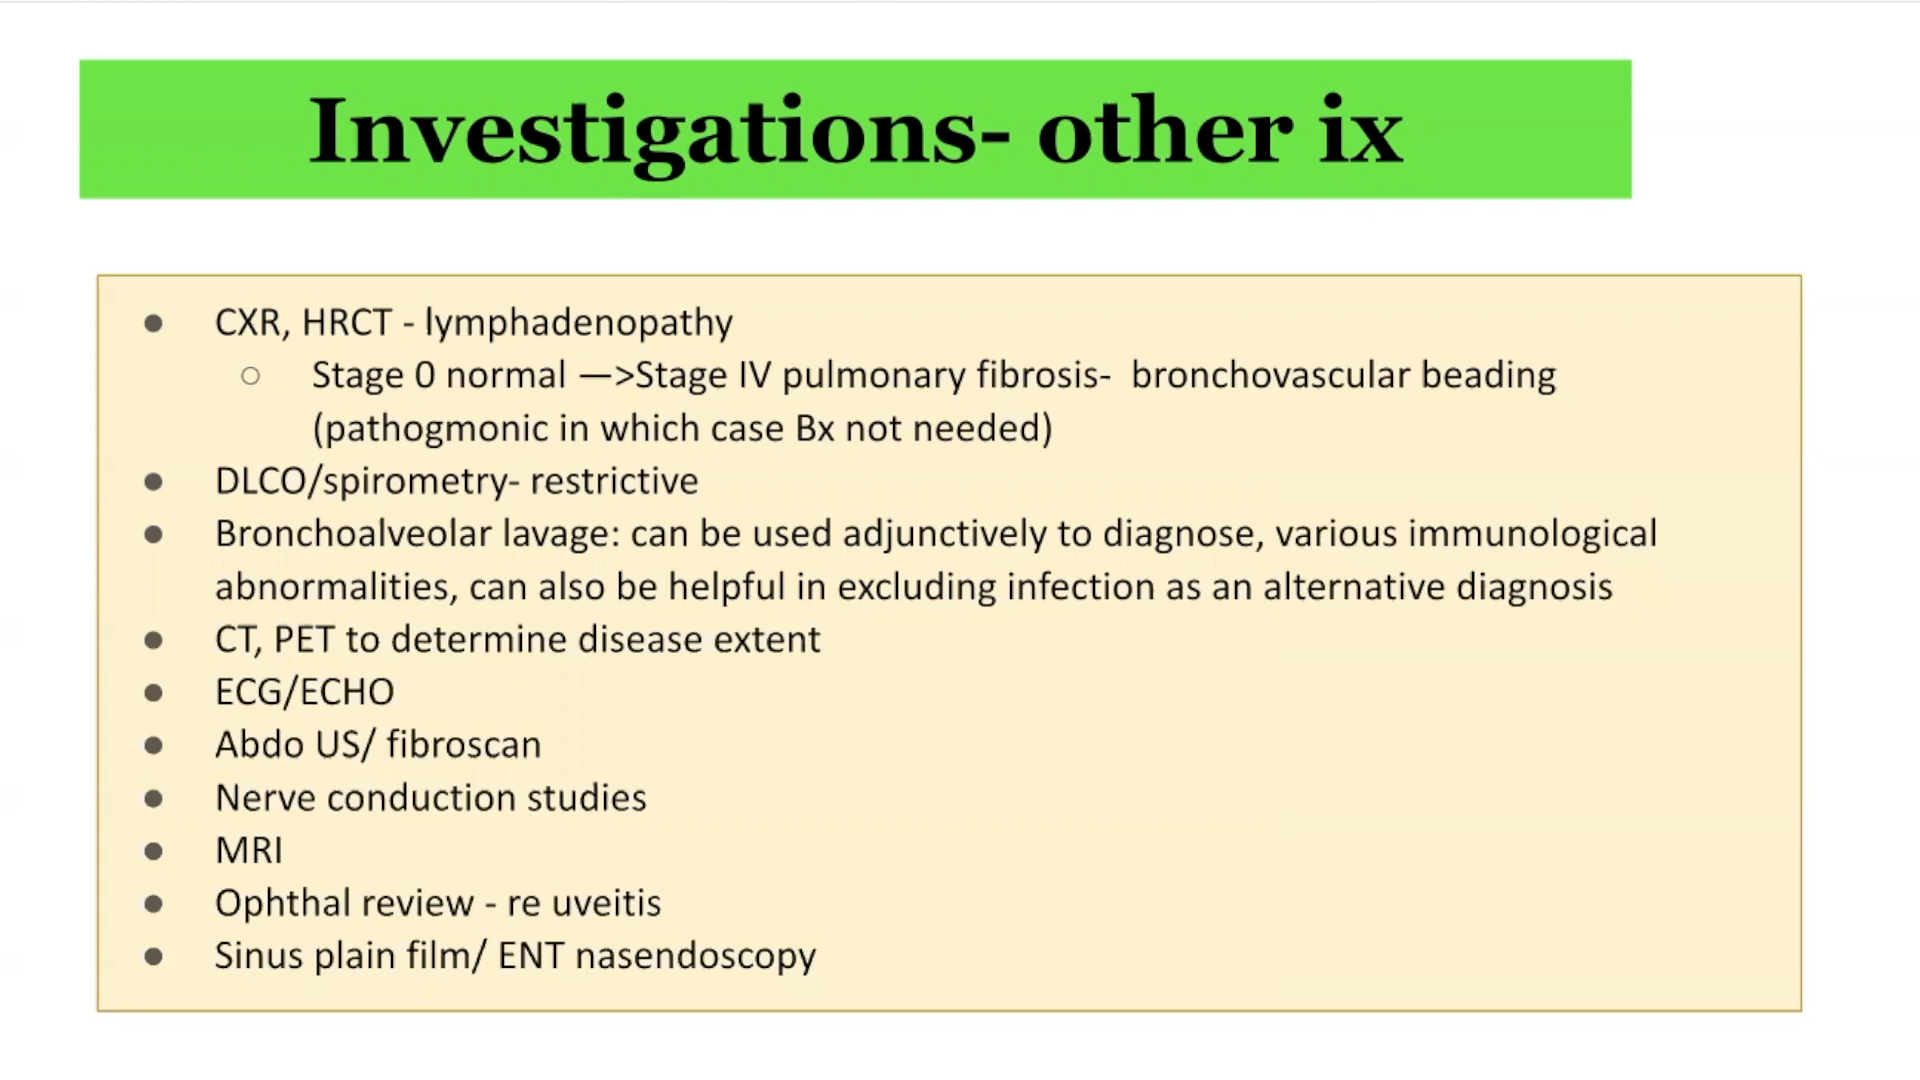 Investigations- other ix
● CXR, HRCT - lymphadenopathy
○ Stage 0 normal —>Stage IV pulmonary fibrosis-  bronchovascular beading
(pathogmonic in which case Bx not needed)
● DLCO/spirometry- restrictive
● Bronchoalveolar lavage: can be used adjunctively to diagnose, various immunological
abnormalities, can also be helpful in excluding infection as an alternative diagnosis
● CT, PET to determine disease extent
● ECG/ECHO
● Abdo US/ fibroscan
● Nerve conduction studies
● MRI
● Ophthal review - re uveitis
● Sinus plain film/ ENT nasendoscopy